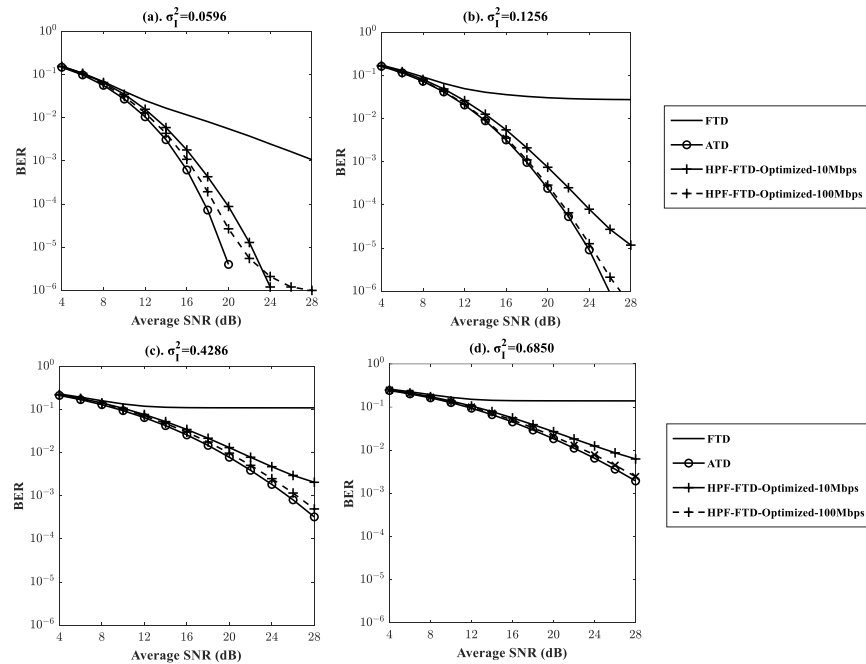 (a). σ_I^2=0.0596
BER
10^0
10^-1
10^-2
10^-3
10^-4
10^-5
10^-6
4 8 12 16 20 24 28
Average SNR (dB)
(b). σ_I^2=0.1256
BER
10^0
10^-1
10^-2
10^-3
10^-4
10^-5
10^-6
4 8 12 16 20 24 28
Average SNR (dB)
FTD
ATD
HPF-FTD-Optimized-10Mbps
HPF-FTD-Optimized-100Mbps
(c). σ_I^2=0.4286
BER
10^0
10^-1
10^-2
10^-3
10^-4
10^-5
10^-6
4 8 12 16 20 24 28
Average SNR (dB)
(d). σ_I^2=0.6850
BER
10^0
10^-1
10^-2
10^-3
10^-4
10^-5
10^-6
4 8 12 16 20 24 28
Average SNR (dB)
FTD
ATD
HPF-FTD-Optimized-10Mbps
HPF-FTD-Optimized-100Mbps